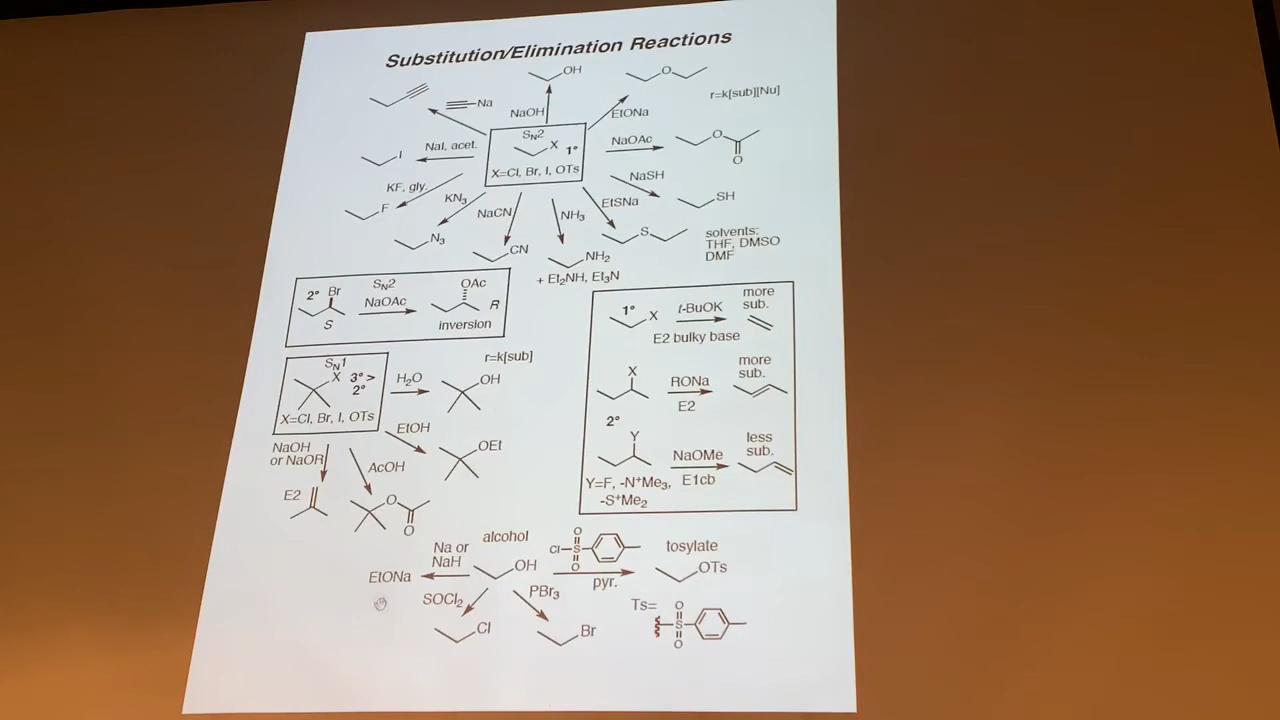 Substitution/Elimination Reactions
OH
O
r=k[sub][Nu]
≡—Na
NaOH
EtONa
SN2
X 1°
X=Cl, Br, I, OTs
NaOAc
O
O
NaI, acet.
I
NaSH
SH
KF, gly.
F
KN3
N3
NaCN
CN
NH3
NH2
+ Et2NH, Et3N
EtSNa
S
solvents:
THF, DMSO
DMF
2° Br
S
SN2
NaOAc
OAc
R
inversion
1°
X
t-BuOK
more
sub.
E2 bulky base
X
RONa
E2
more
sub.
2°
Y
NaOMe
E1cb
less
sub.
Y=F, -N+Me3,
-S+Me2
r=k[sub]
SN1
X 3° >
2°
X=Cl, Br, I, OTs
H2O
OH
EtOH
OEt
NaOH
or NaOR
E2
AcOH
O
O
alcohol
OH
Na or
NaH
EtONa
Cl
S
O
O
pyr.
tosylate
OTs
SOCl2
Cl
PBr3
Br
Ts=
O
S
O